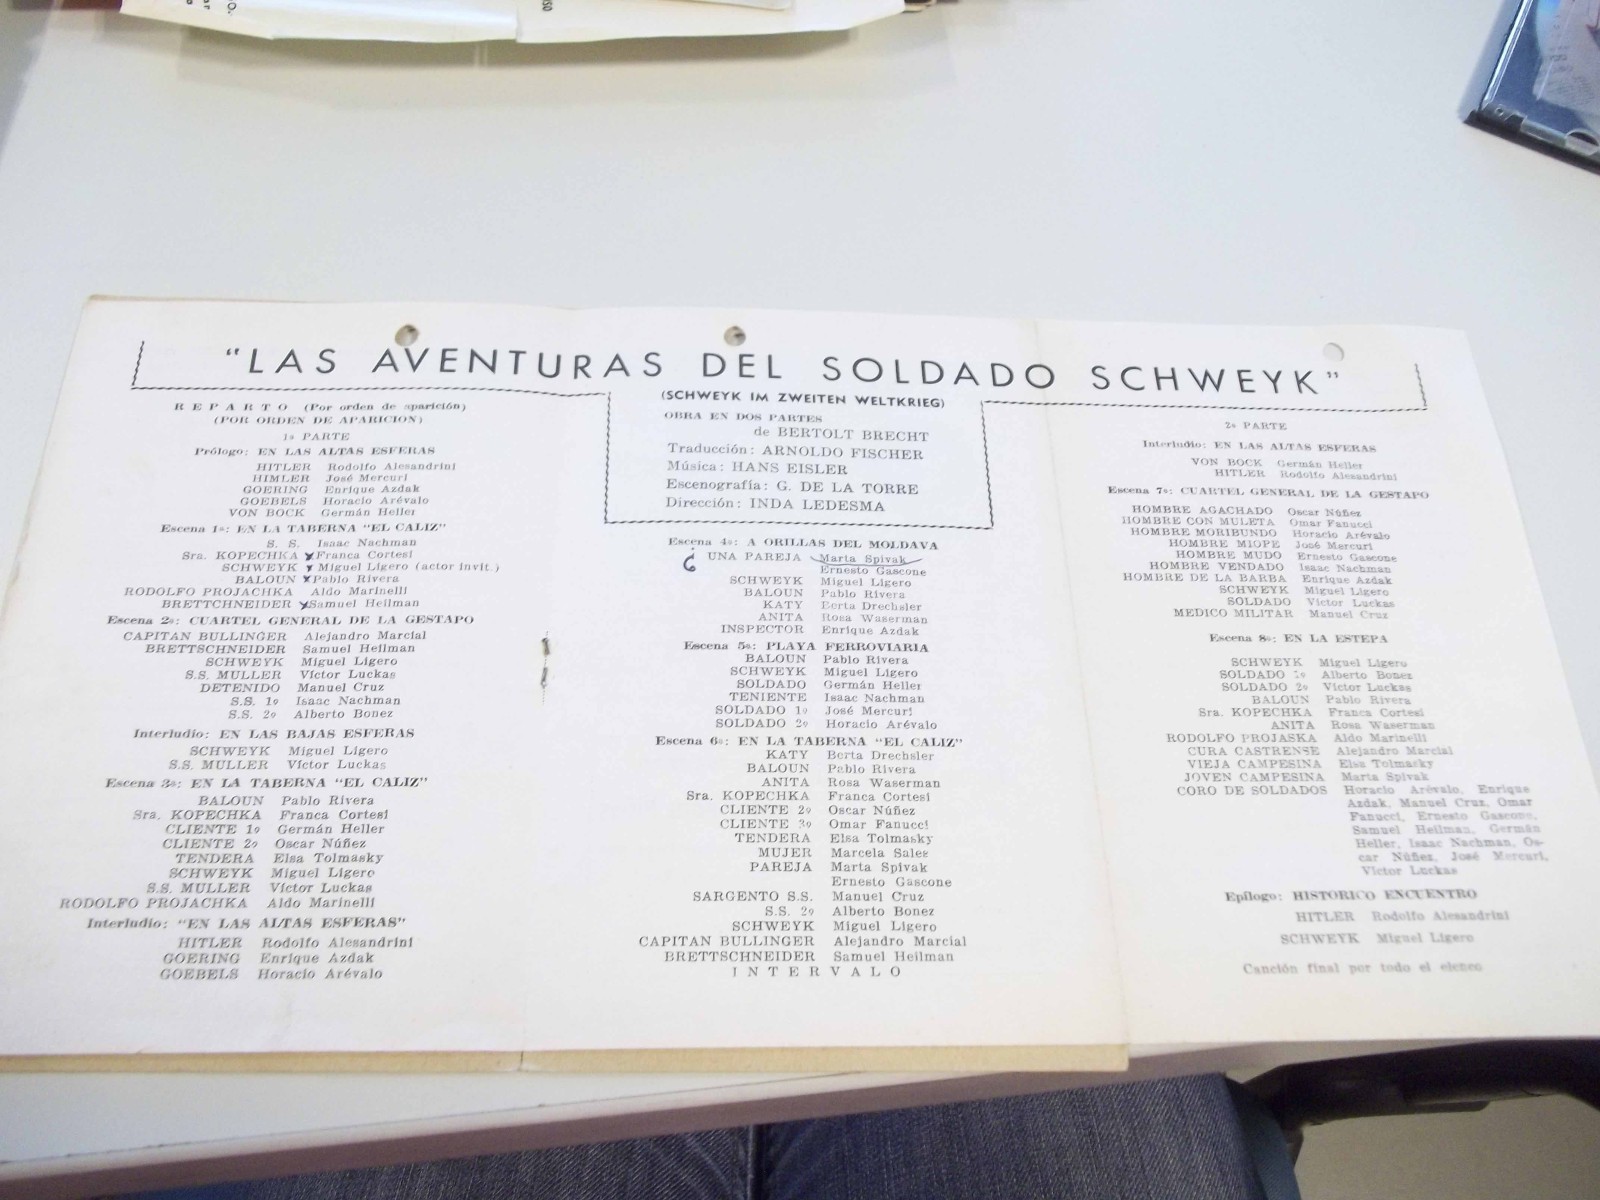 "LAS AVENTURAS DEL SOLDADO SCHWEYK"
(SCHWEYK IM ZWEITEN WELTKRIEG)
OBRA EN DOS PARTES
de BERTOLT BRECHT
Traducción: ARNOLDO FISCHER
Música: HANS EISLER
Escenografía: G. DE LA TORRE
Dirección: INDA LEDESMA
REPARTO (Por orden de aparición)
(POR ORDEN DE APARICION)
1ª PARTE
Prólogo: EN LAS ALTAS ESFERAS
HITLER Rodolfo Alesandrini
HIMLER José Mercuri
GOERING Enrique Azdak
GOEBELS Horacio Arévalo
VON BOCK Germán Heller
Escena 1ª: EN LA TABERNA "EL CALIZ"
S. S. Isaac Nachman
Sra. KOPECHKA x Franca Cortesi
SCHWEYK x Miguel Ligero (actor invit.)
BALOUN x Pablo Rivera
RODOLFO PROJACHKA Aldo Marinelli
BRETTCHNEIDER x Samuel Heilman
Escena 2ª: CUARTEL GENERAL DE LA GESTAPO
CAPITAN BULLINGER Alejandro Marcial
BRETTSCHNEIDER Samuel Heilman
SCHWEYK Miguel Ligero
S.S. MULLER Víctor Luckas
DETENIDO Manuel Cruz
S.S. 1º Isaac Nachman
S.S. 2º Alberto Bonez
Interludio: EN LAS BAJAS ESFERAS
SCHWEYK Miguel Ligero
S.S. MULLER Víctor Luckas
Escena 3ª: EN LA TABERNA "EL CALIZ"
BALOUN Pablo Rivera
Sra. KOPECHKA Franca Cortesi
CLIENTE 1º Germán Heller
CLIENTE 2º Oscar Núñez
TENDERA Elsa Tolmasky
SCHWEYK Miguel Ligero
S.S. MULLER Víctor Luckas
RODOLFO PROJACHKA Aldo Marinelli
Interludio: "EN LAS ALTAS ESFERAS"
HITLER Rodolfo Alesandrini
GOERING Enrique Azdak
GOEBELS Horacio Arévalo
Escena 4ª: A ORILLAS DEL MOLDAVA
UNA PAREJA Marta Spivak
Ernesto Gascone
SCHWEYK Miguel Ligero
BALOUN Pablo Rivera
KATY Berta Drechsler
ANITA Rosa Waserman
INSPECTOR Enrique Azdak
Escena 5ª: PLAYA FERROVIARIA
BALOUN Pablo Rivera
SCHWEYK Miguel Ligero
SOLDADO Germán Heller
TENIENTE Isaac Nachman
SOLDADO 1º José Mercuri
SOLDADO 2º Horacio Arévalo
Escena 6ª: EN LA TABERNA "EL CALIZ"
KATY Berta Drechsler
BALOUN Pablo Rivera
ANITA Rosa Waserman
Sra. KOPECHKA Franca Cortesi
CLIENTE 2º Oscar Núñez
CLIENTE 3º Omar Fanucci
TENDERA Elsa Tolmasky
MUJER Marcela Salez
PAREJA Marta Spivak
Ernesto Gascone
SARGENTO S.S. Manuel Cruz
S.S. 2º Alberto Bonez
SCHWEYK Miguel Ligero
CAPITAN BULLINGER Alejandro Marcial
BRETTSCHNEIDER Samuel Heilman
INTERVALO
2ª PARTE
Interludio: EN LAS ALTAS ESFERAS
VON BOCK Germán Heller
HITLER Rodolfo Alesandrini
Escena 7ª: CUARTEL GENERAL DE LA GESTAPO
HOMBRE AGACHADO Oscar Núñez
HOMBRE CON MULETA Omar Fanucci
HOMBRE MORIBUNDO Horacio Arévalo
HOMBRE MIOPE José Mercuri
HOMBRE MUDO Ernesto Gascone
HOMBRE VENDADO Isaac Nachman
HOMBRE DE LA BARBA Enrique Azdak
SCHWEYK Miguel Ligero
SOLDADO Víctor Luckas
MEDICO MILITAR Manuel Cruz
Escena 8ª: EN LA ESTEPA
SCHWEYK Miguel Ligero
SOLDADO 1º Alberto Bonez
SOLDADO 2º Víctor Luckas
BALOUN Pablo Rivera
Sra. KOPECHKA Franca Cortesi
ANITA Rosa Waserman
RODOLFO PROJASKA Aldo Marinelli
CURA CASTRENSE Alejandro Marcial
VIEJA CAMPESINA Elsa Tolmasky
JOVEN CAMPESINA Marta Spivak
CORO DE SOLDADOS Horacio Arévalo, Enrique
Azdak, Manuel Cruz, Omar
Fanucci, Ernesto Gascone,
Samuel Heilman, Germán
Heller, Isaac Nachman, Os-
car Núñez, José Mercuri,
Víctor Luckas
Epílogo: HISTORICO ENCUENTRO
HITLER Rodolfo Alesandrini
SCHWEYK Miguel Ligero
Canción final por todo el elenco